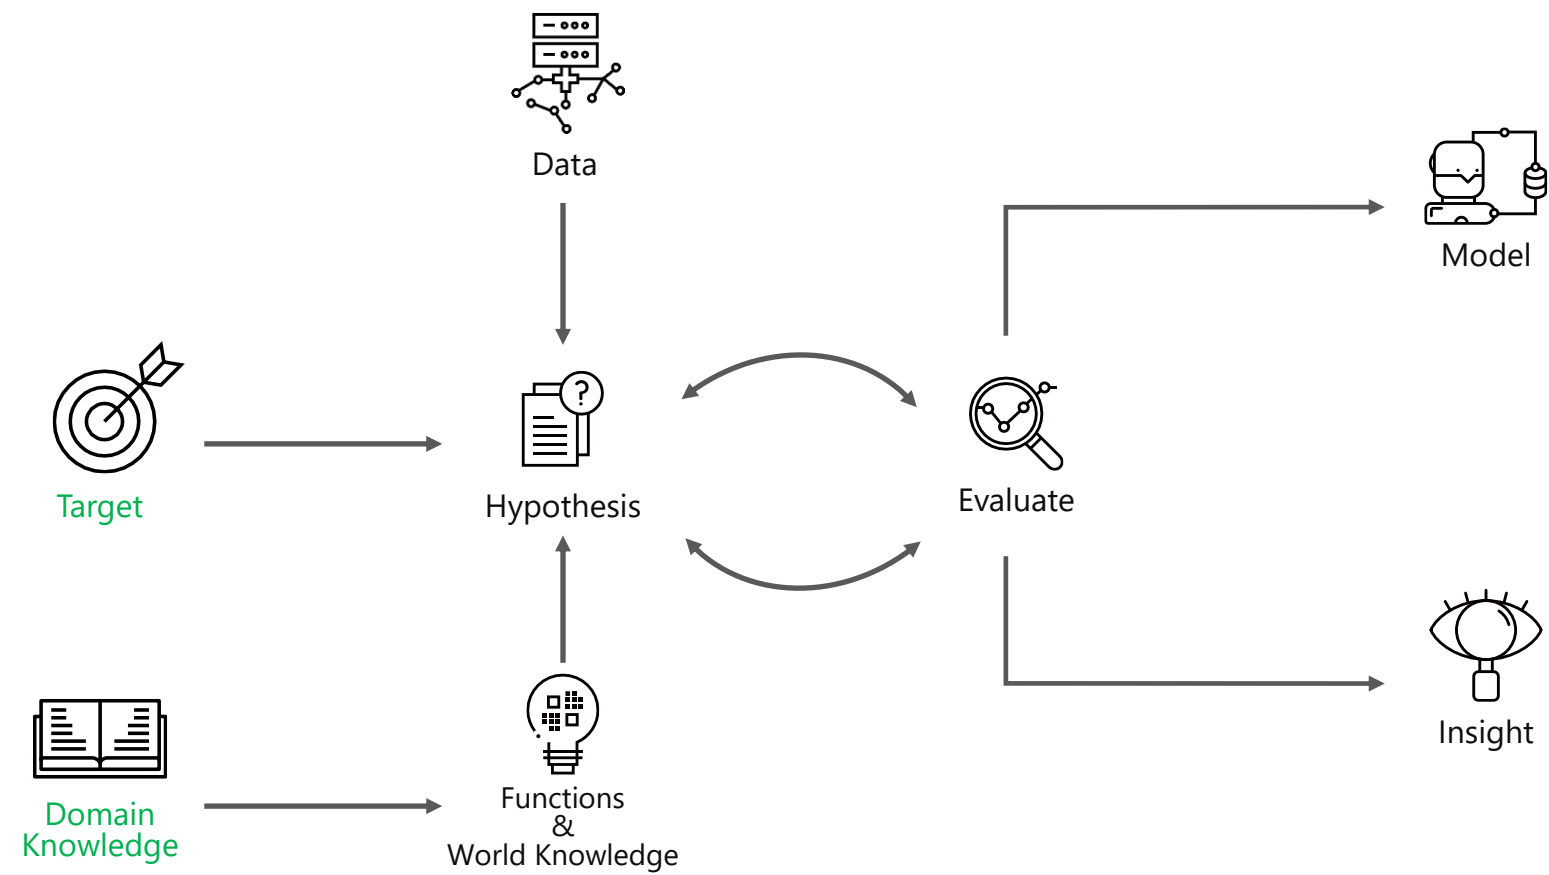 Data
Model
Target
Hypothesis
Evaluate
Insight
Domain
Knowledge
Functions
&
World Knowledge